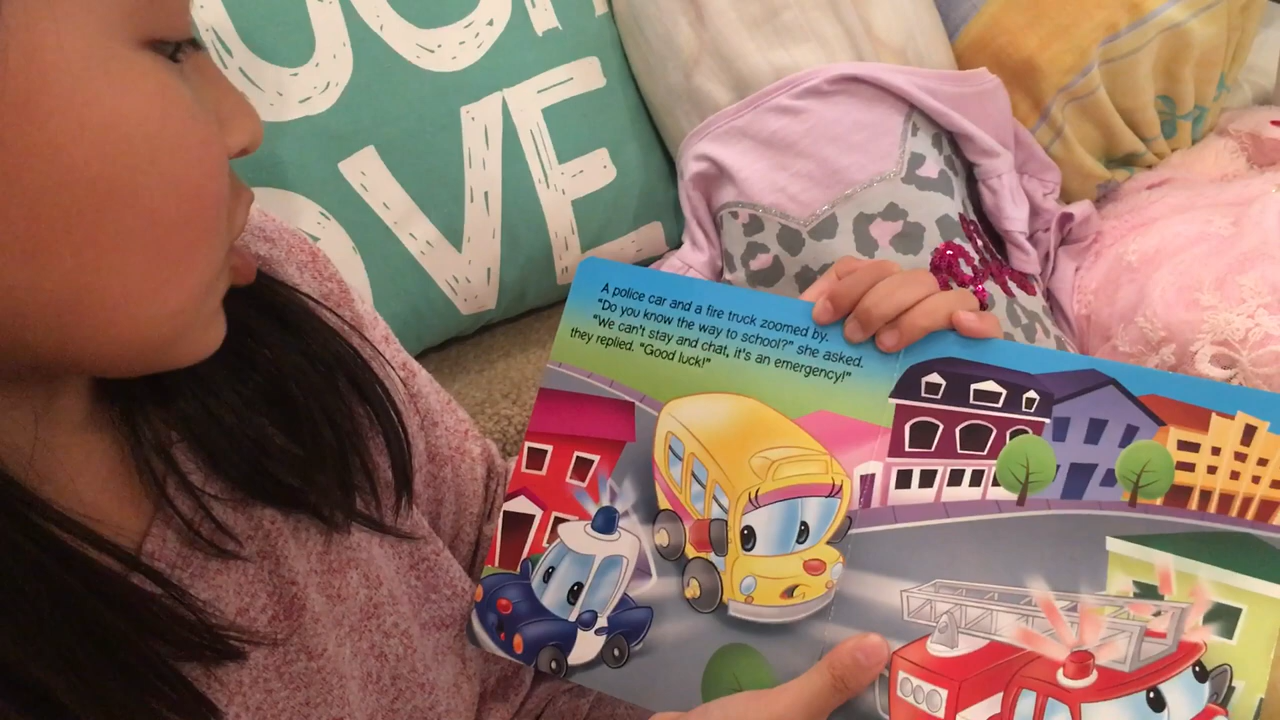 OVE
A police car and a fire truck zoomed by.
"Do you know the way to school?" she asked.
"We can't stay and chat, it's an emergency!"
they replied. "Good luck!"